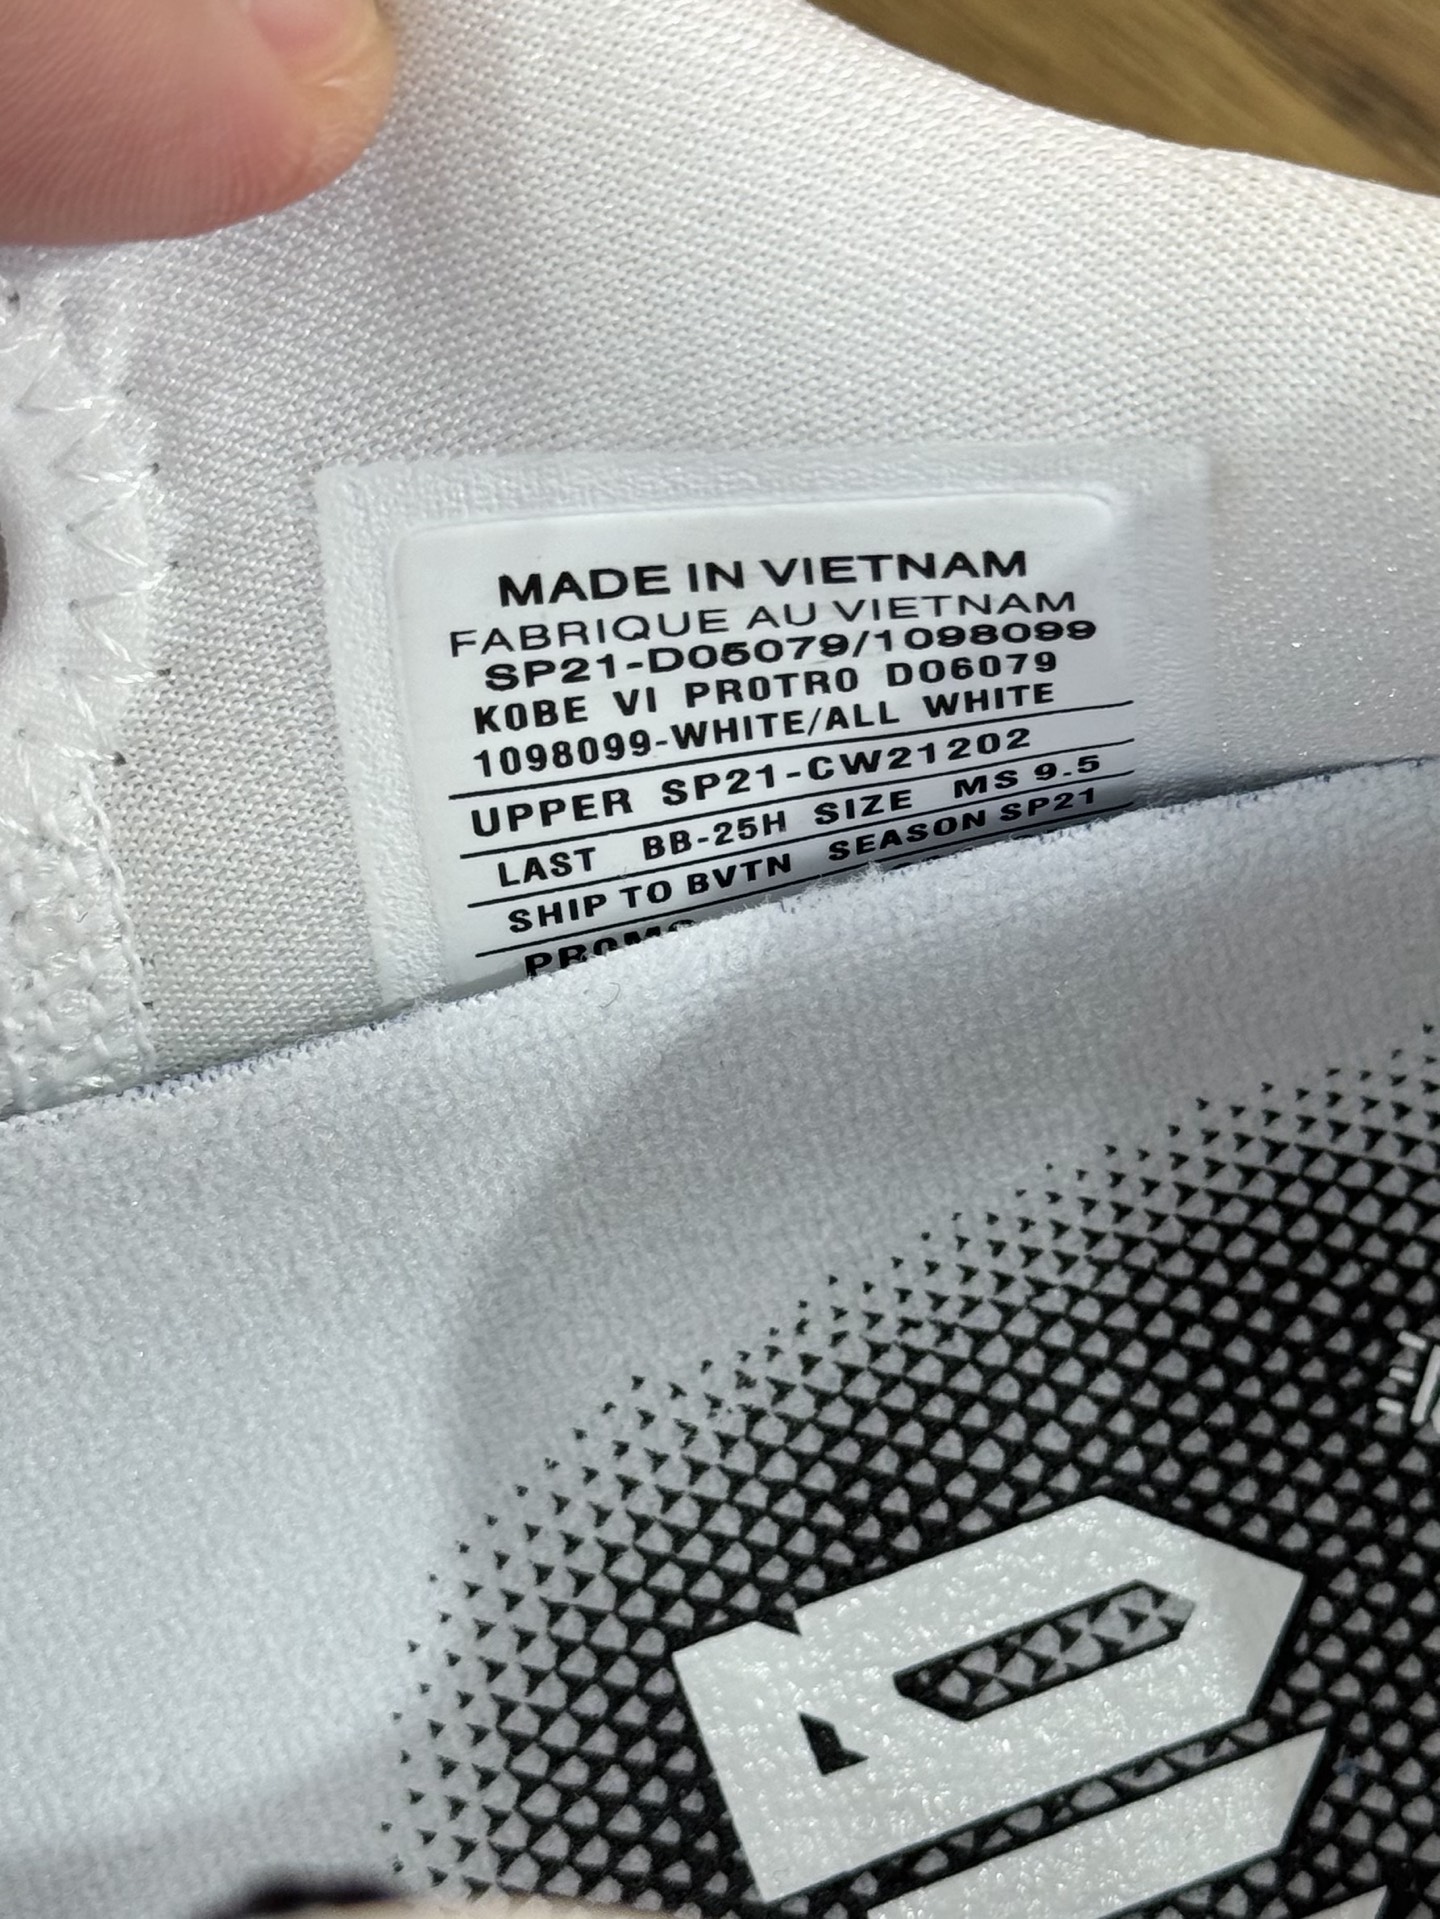 MADE IN VIETNAM
FABRIQUE AU VIETNAM
SP21-D05079/1098099
KOBE VI PROTRO DO6079
1098099-WHITE/ALL WHITE
UPPER SP21-CW21202
LAST BB-25H SIZE MS 9.5
SHIP TO BVTN SEASON SP21